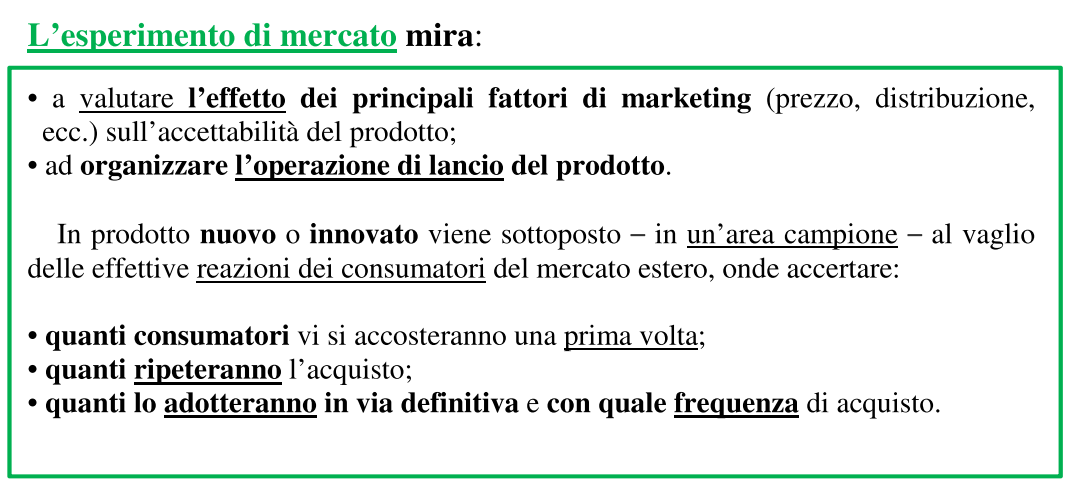 L’esperimento di mercato mira:
• a valutare l’effetto dei principali fattori di marketing (prezzo, distribuzione,
ecc.) sull’accettabilità del prodotto;
• ad organizzare l’operazione di lancio del prodotto.
In prodotto nuovo o innovato viene sottoposto – in un’area campione – al vaglio
delle effettive reazioni dei consumatori del mercato estero, onde accertare:
• quanti consumatori vi si accosteranno una prima volta;
• quanti ripeteranno l’acquisto;
• quanti lo adotteranno in via definitiva e con quale frequenza di acquisto.